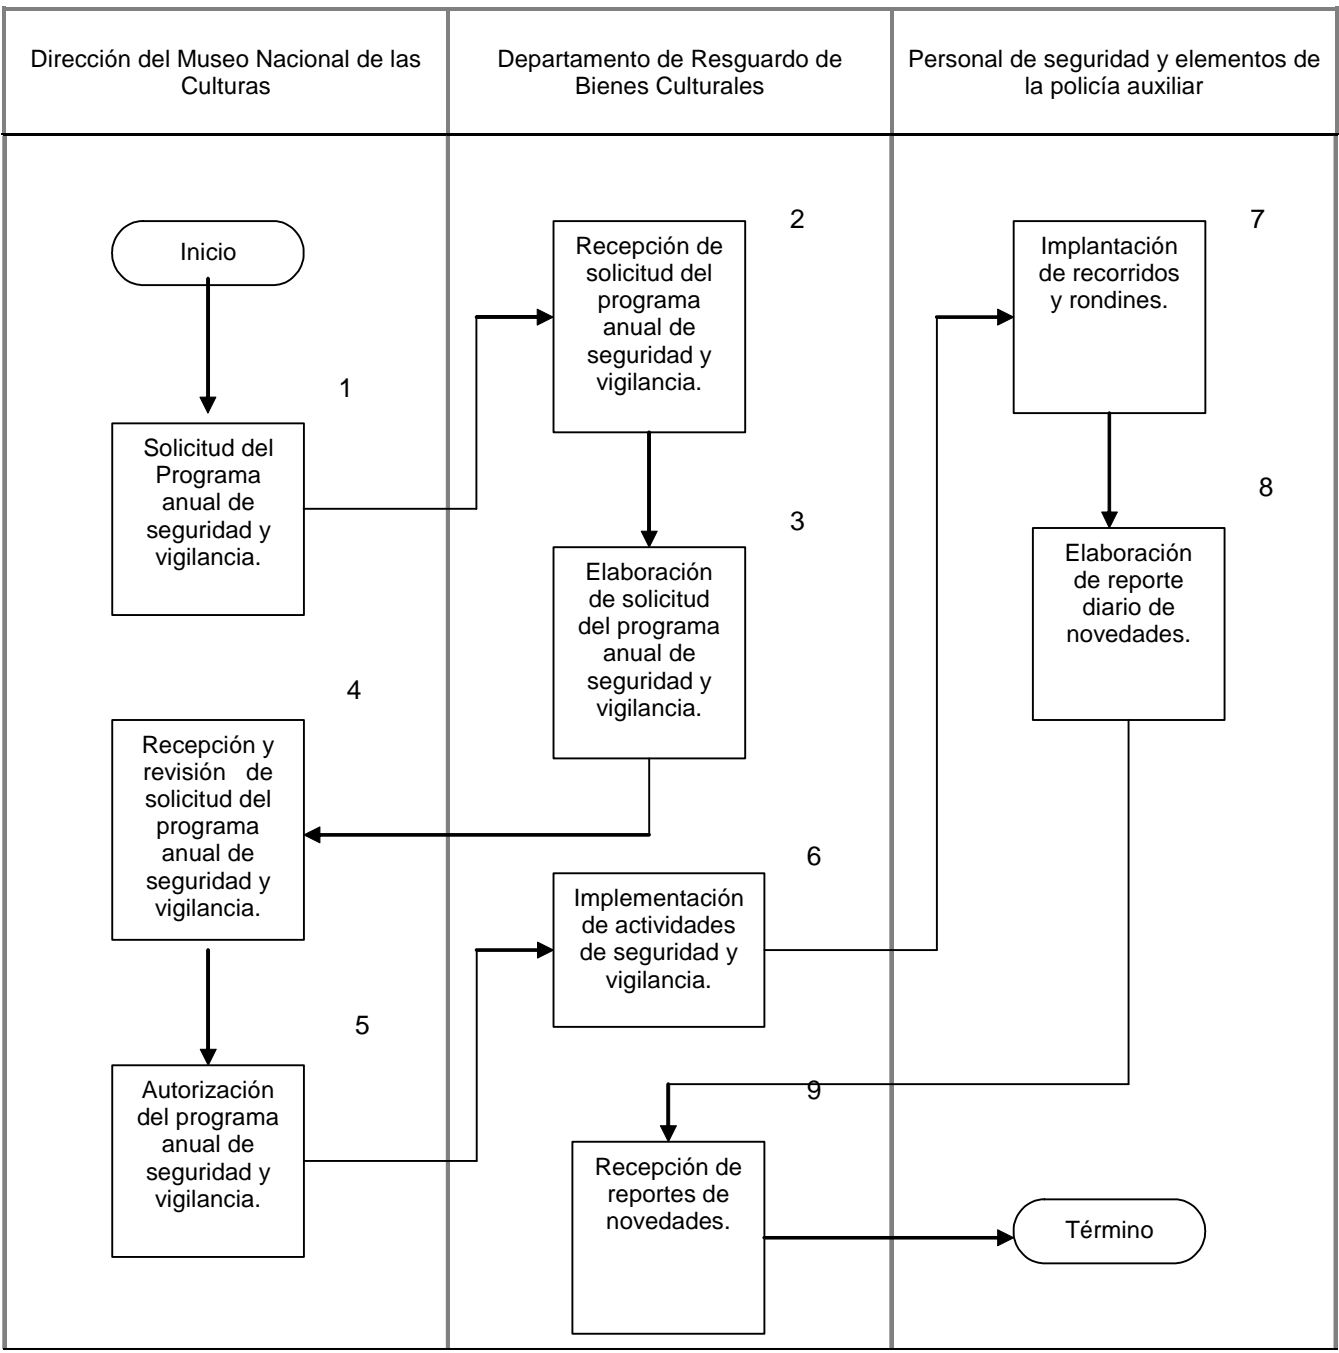 Dirección del Museo Nacional de las
Culturas
Departamento de Resguardo de
Bienes Culturales
Personal de seguridad y elementos de
la policía auxiliar
Inicio
1
Solicitud del
Programa
anual de
seguridad y
vigilancia.
2
Recepción de
solicitud del
programa
anual de
seguridad y
vigilancia.
3
Elaboración
de solicitud
del programa
anual de
seguridad y
vigilancia.
4
Recepción y
revisión de
solicitud del
programa
anual de
seguridad y
vigilancia.
5
Autorización
del programa
anual de
seguridad y
vigilancia.
6
Implementación
de actividades
de seguridad y
vigilancia.
7
Implantación
de recorridos
y rondines.
8
Elaboración
de reporte
diario de
novedades.
9
Recepción de
reportes de
novedades.
Término